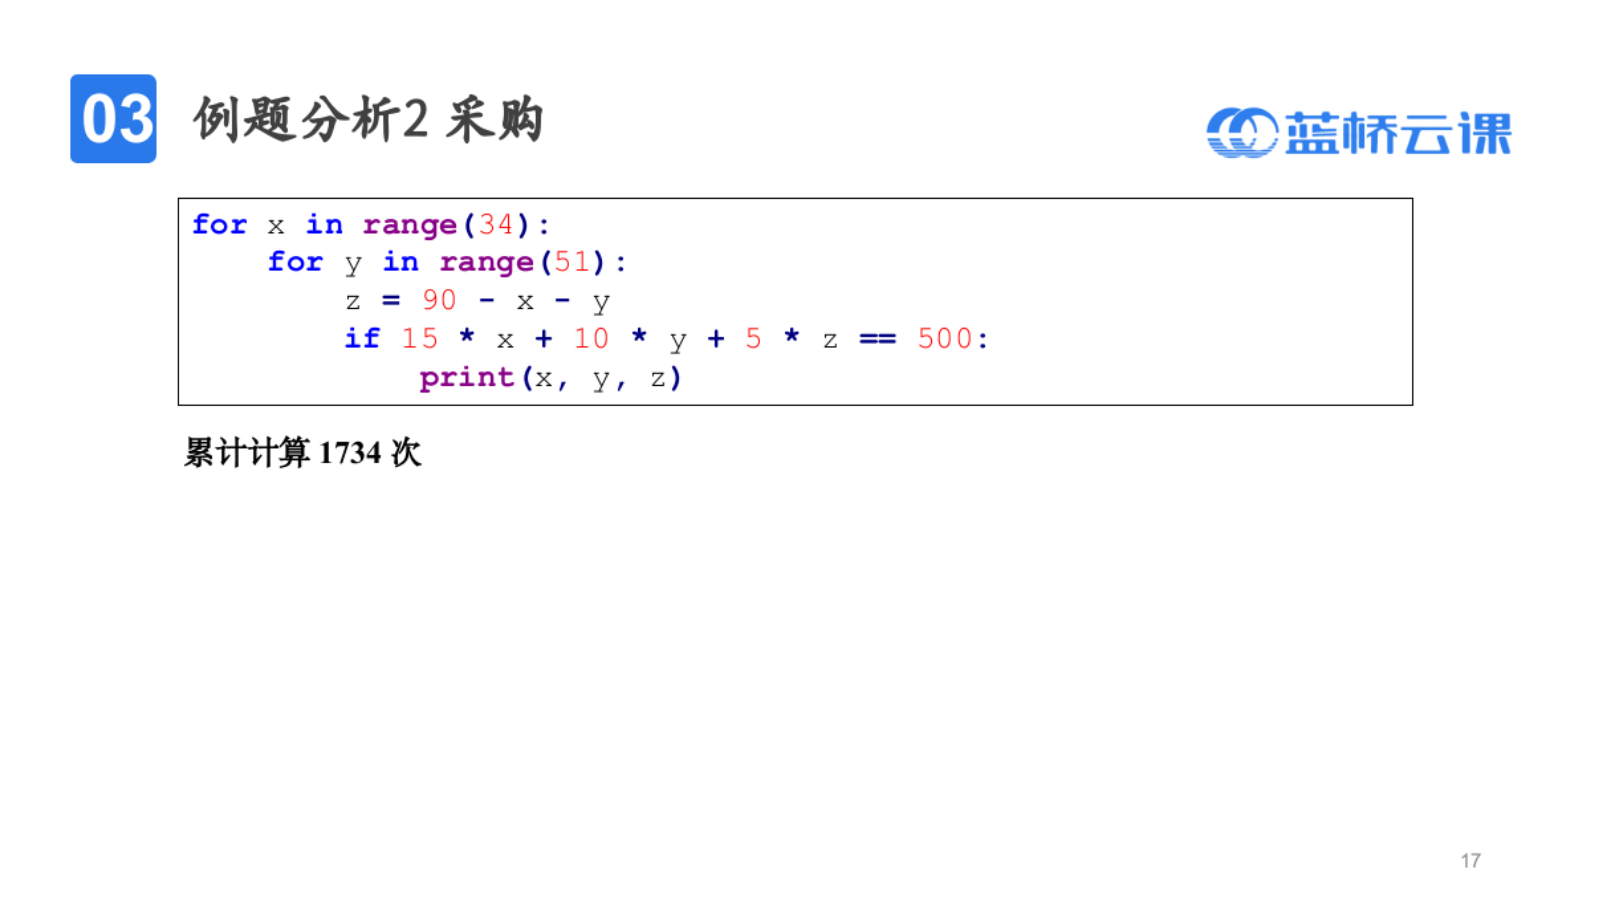 03 例题分析2 采购
蓝桥云课
for x in range(34):
    for y in range(51):
        z = 90 - x - y
        if 15 * x + 10 * y + 5 * z == 500:
            print(x, y, z)
累计计算 1734 次
17